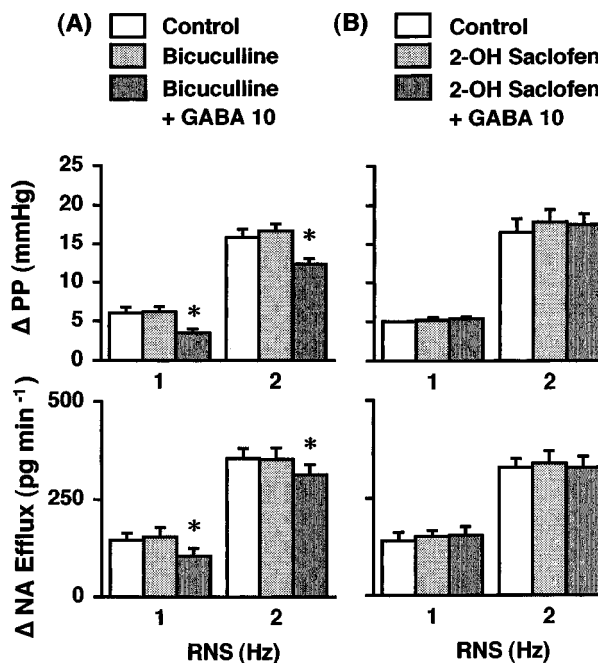 (A)
Control
Bicuculline
Bicuculline
+ GABA 10
(B)
Control
2-OH Saclofen
2-OH Saclofen
+ GABA 10
Δ PP (mmHg)
25
20
15
10
5
0
*
*
1
2
1
2
Δ NA Efflux (pg min⁻¹)
500
250
0
*
*
1
2
1
2
RNS (Hz)
RNS (Hz)